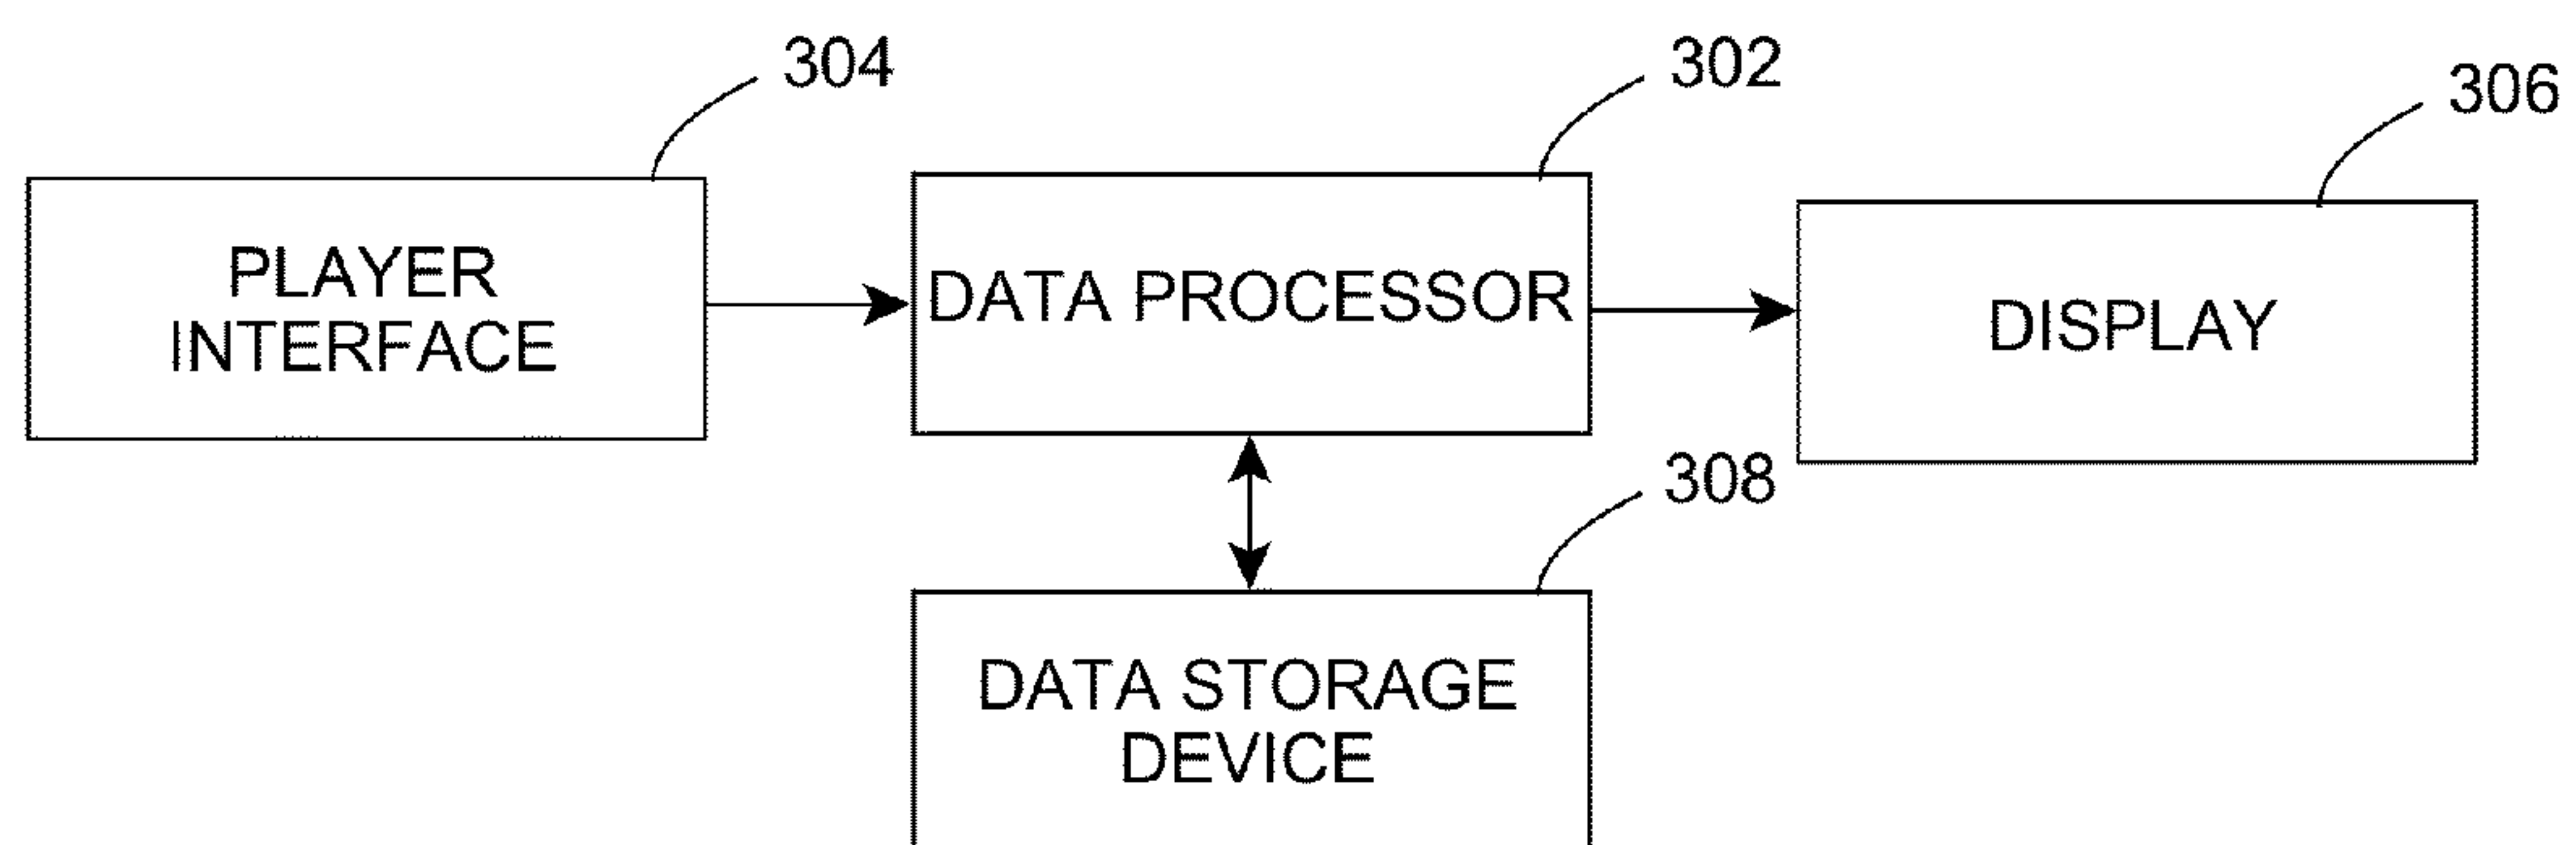 304
302
306
PLAYER
INTERFACE
DATA PROCESSOR
DISPLAY
308
DATA STORAGE
DEVICE